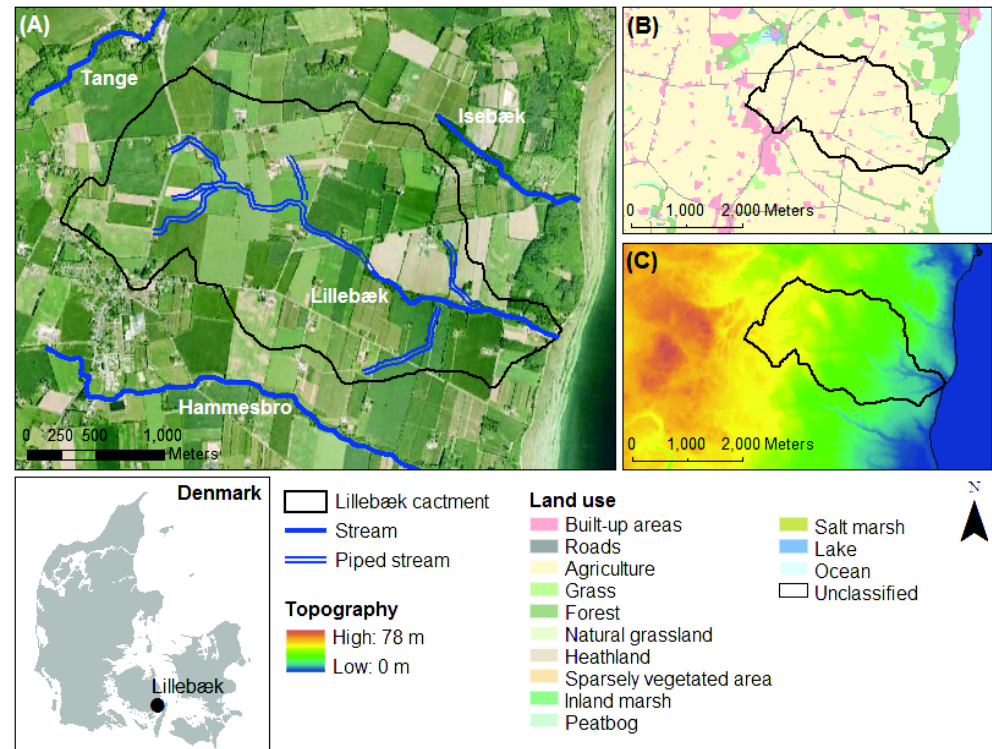 (A)
Tange
Isebæk
Lillebæk
Hammesbro
0 250 500 1,000
Meters
(B)
0 1,000 2,000 Meters
(C)
0 1,000 2,000 Meters
Denmark
Lillebæk
Lillebæk cactment
Stream
Piped stream
Topography
High: 78 m
Low: 0 m
Land use
Built-up areas
Roads
Agriculture
Grass
Forest
Natural grassland
Heathland
Sparsely vegetated area
Inland marsh
Peatbog
Salt marsh
Lake
Ocean
Unclassified
N